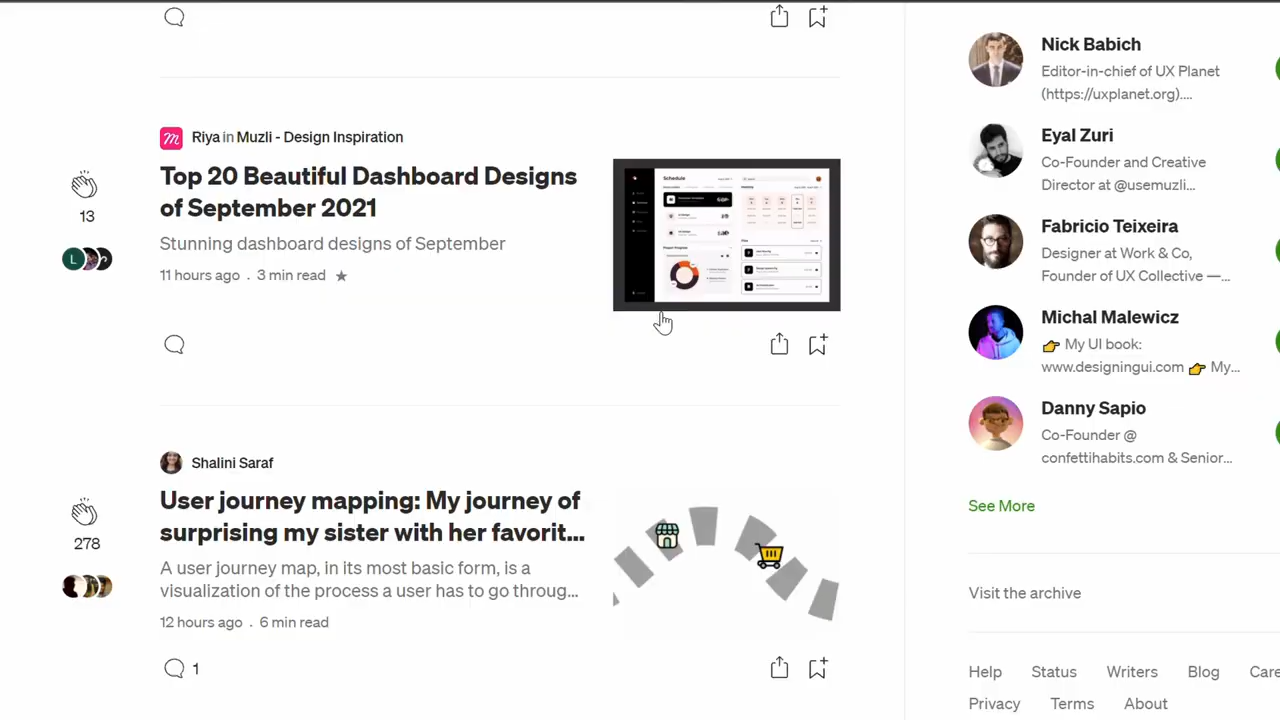 Riya in Muzli - Design Inspiration
Top 20 Beautiful Dashboard Designs
of September 2021
Stunning dashboard designs of September
11 hours ago . 3 min read ★
13
L
Schedule
Shalini Saraf
User journey mapping: My journey of
surprising my sister with her favorit...
A user journey map, in its most basic form, is a
visualization of the process a user has to go throug...
12 hours ago . 6 min read
278
1
Nick Babich
Editor-in-chief of UX Planet
(https://uxplanet.org)....
Eyal Zuri
Co-Founder and Creative
Director at @usemuzli...
Fabricio Teixeira
Designer at Work & Co,
Founder of UX Collective —...
Michal Malewicz
👉 My UI book:
www.designingui.com 👉 My...
Danny Sapio
Co-Founder @
confettihabits.com & Senior...
See More
Visit the archive
Help Status Writers Blog Care
Privacy Terms About